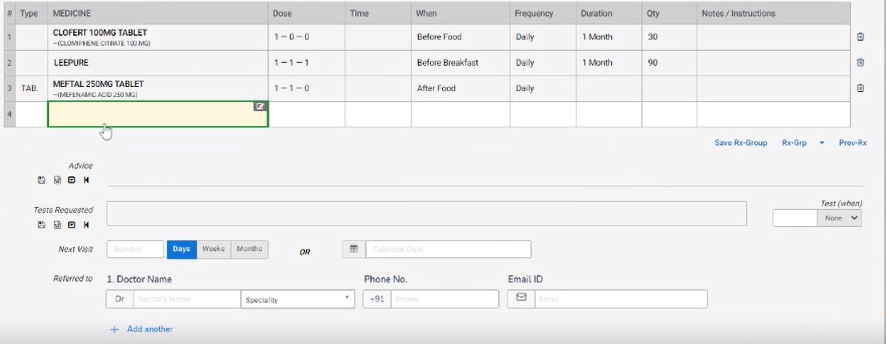 # Type MEDICINE Dose Time When Frequency Duration Qty Notes / Instructions
1 CLOFERT 100MG TABLET 1 – 0 – 0 Before Food Daily 1 Month 30
~(CLOMIPHENE CITRATE 100 MG)
2 LEEPURE 1 – 1 – 1 Before Breakfast Daily 1 Month 90
3 TAB. MEFTAL 250MG TABLET 1 – 1 – 0 After Food Daily
~(MEFENAMIC ACID 250 MG)
4
Save Rx-Group Rx-Grp Prev-Rx
Advice
Tests Requested
Test (when)
None
Next Visit Number Days Weeks Months OR Calendar Date
Referred to 1. Doctor Name Phone No. Email ID
Dr Doctor's Name Speciality +91 Phone Email
+ Add another